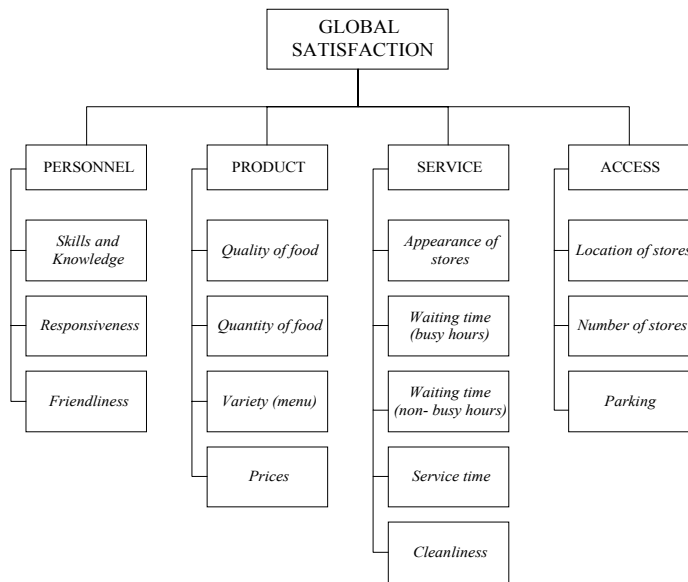 GLOBAL
SATISFACTION
PERSONNEL
PRODUCT
SERVICE
ACCESS
Skills and
Knowledge
Responsiveness
Friendliness
Quality of food
Quantity of food
Variety (menu)
Prices
Appearance of
stores
Waiting time
(busy hours)
Waiting time
(non- busy hours)
Service time
Cleanliness
Location of stores
Number of stores
Parking